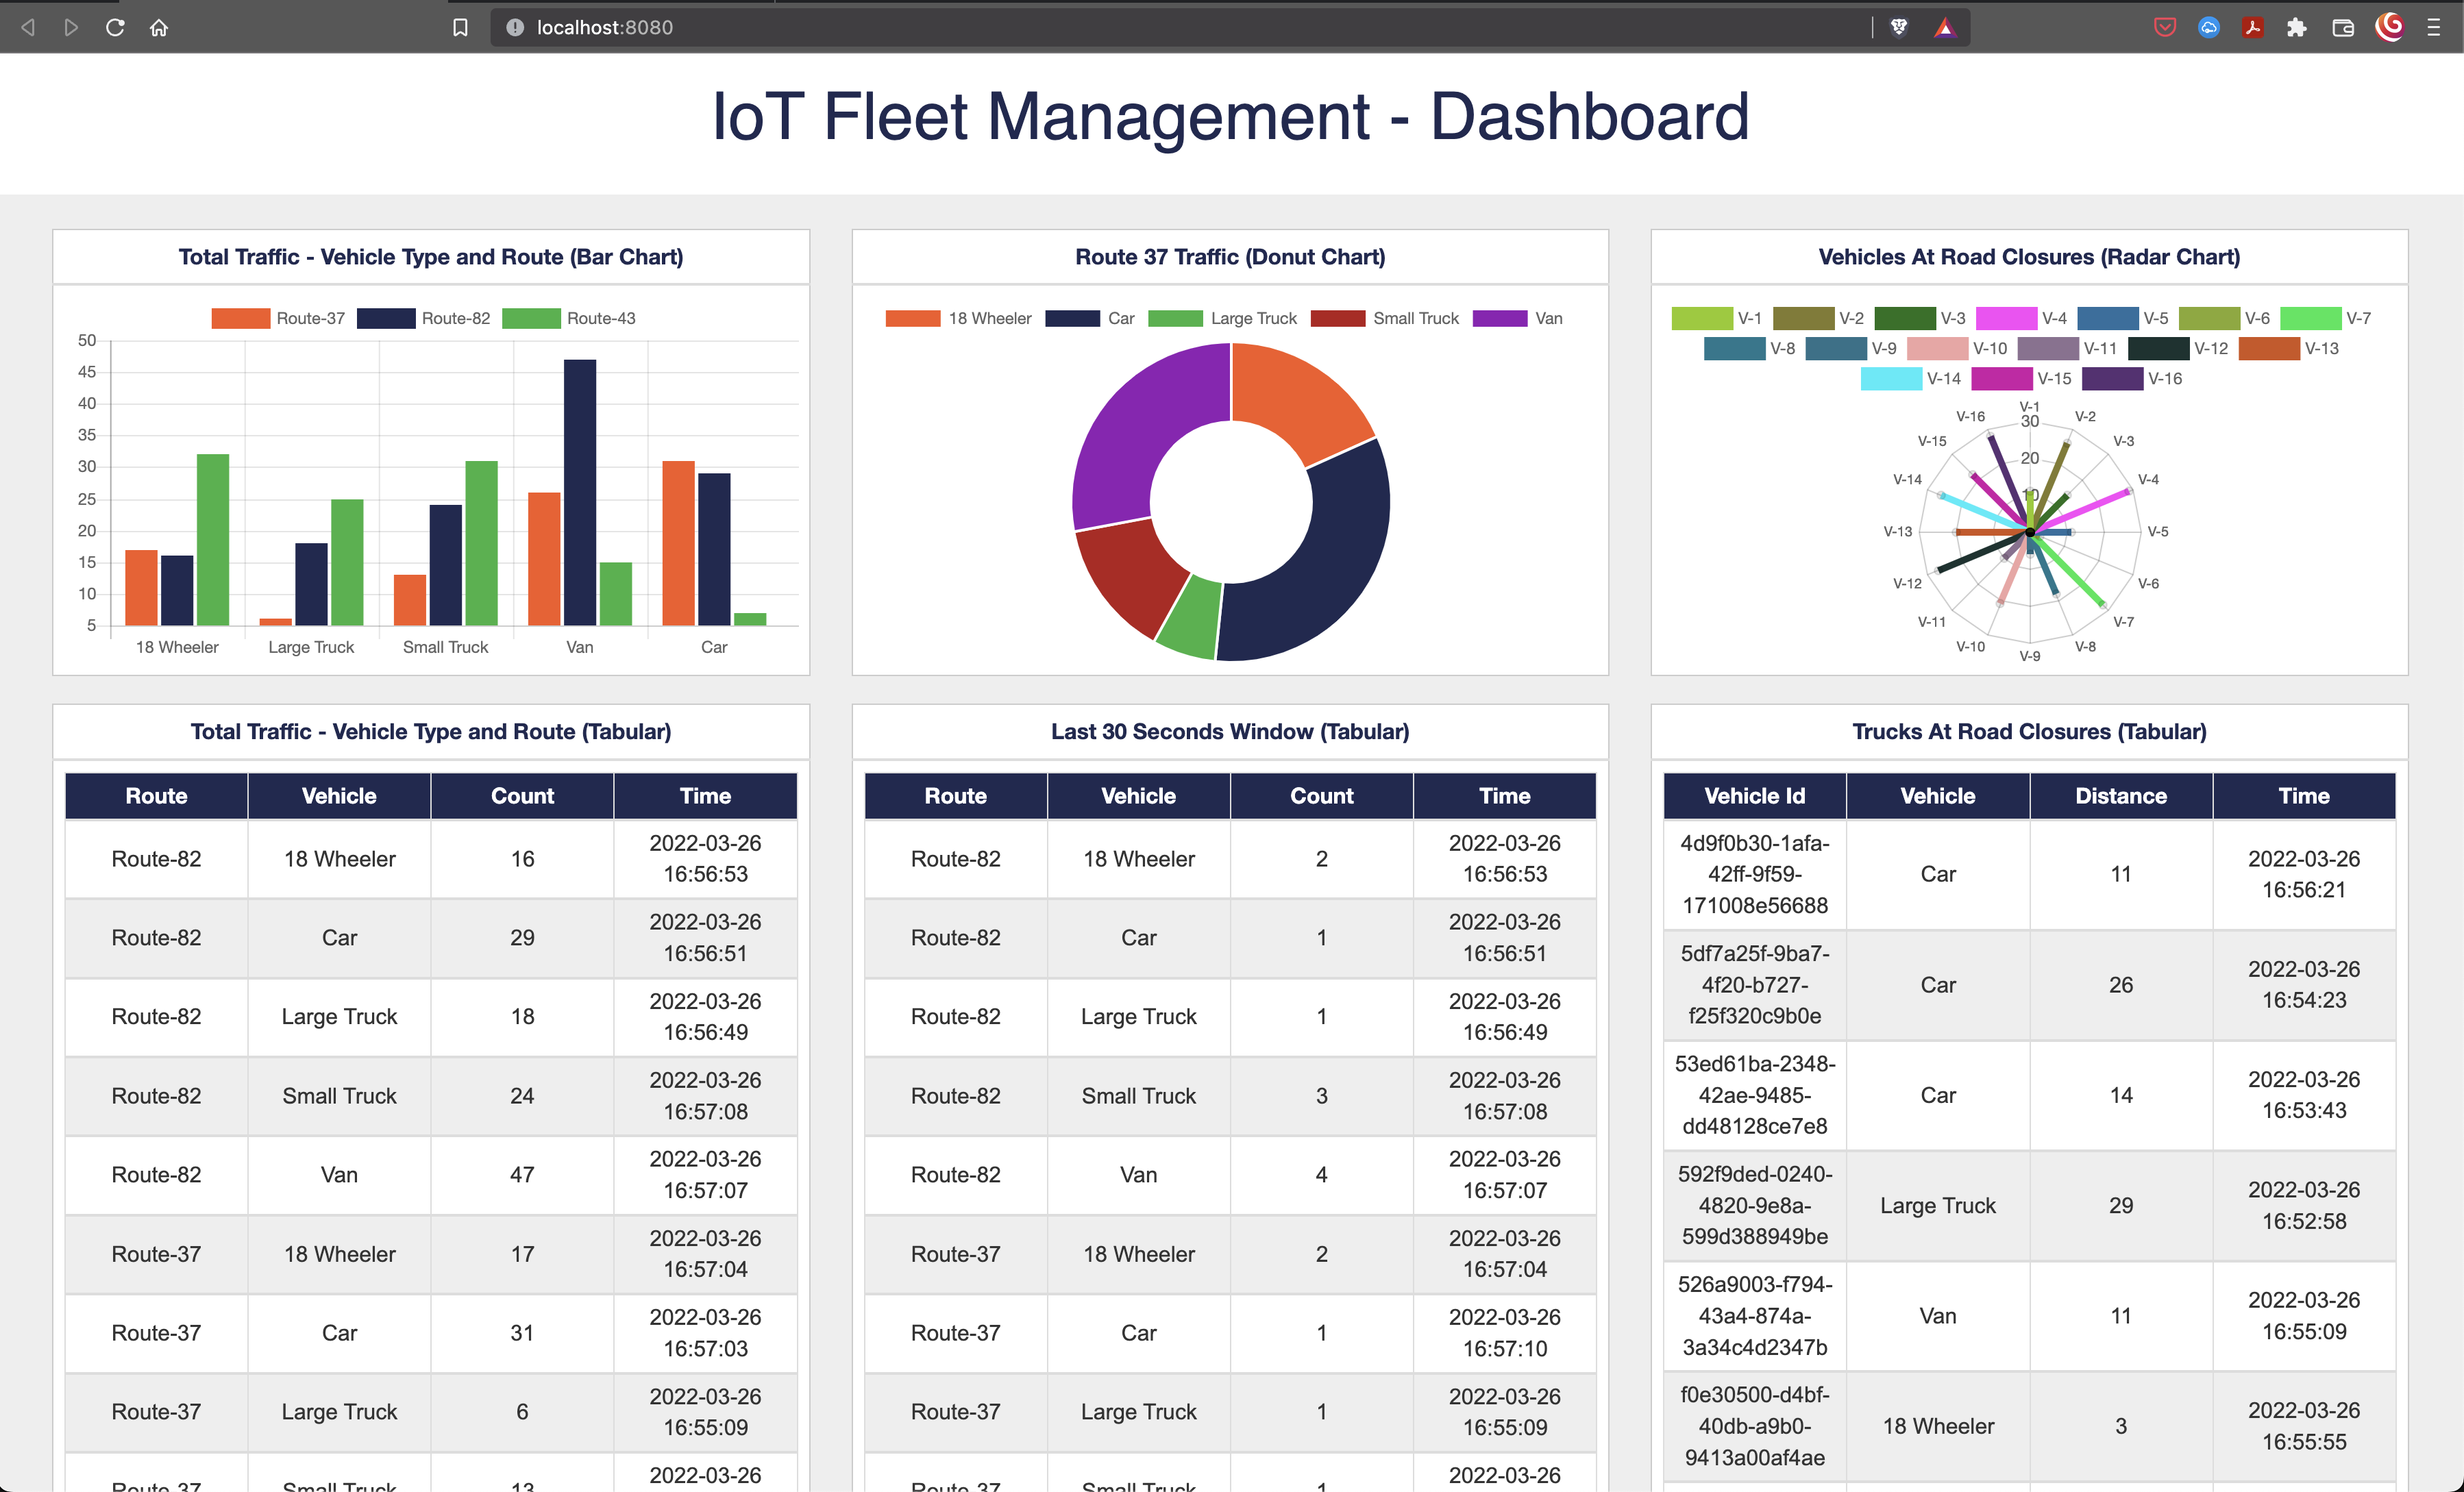 localhost:8080
IoT Fleet Management - Dashboard
Total Traffic - Vehicle Type and Route (Bar Chart)
Route-37 Route-82 Route-43
50
45
40
35
30
25
20
15
10
5
18 Wheeler Large Truck Small Truck Van Car
Route 37 Traffic (Donut Chart)
18 Wheeler Car Large Truck Small Truck Van
Vehicles At Road Closures (Radar Chart)
V-1 V-2 V-3 V-4 V-5 V-6 V-7
V-8 V-9 V-10 V-11 V-12 V-13
V-14 V-15 V-16
V-1
V-16 V-2
30
V-15 V-3
20
V-14 V-4
10
V-13 V-5
V-12 V-6
V-11 V-7
V-10 V-8
V-9
Total Traffic - Vehicle Type and Route (Tabular)
Route Vehicle Count Time
Route-82 18 Wheeler 16 2022-03-26
16:56:53
Route-82 Car 29 2022-03-26
16:56:51
Route-82 Large Truck 18 2022-03-26
16:56:49
Route-82 Small Truck 24 2022-03-26
16:57:08
Route-82 Van 47 2022-03-26
16:57:07
Route-37 18 Wheeler 17 2022-03-26
16:57:04
Route-37 Car 31 2022-03-26
16:57:03
Route-37 Large Truck 6 2022-03-26
16:55:09
Route-37 Small Truck 13 2022-03-26
Last 30 Seconds Window (Tabular)
Route Vehicle Count Time
Route-82 18 Wheeler 2 2022-03-26
16:56:53
Route-82 Car 1 2022-03-26
16:56:51
Route-82 Large Truck 1 2022-03-26
16:56:49
Route-82 Small Truck 3 2022-03-26
16:57:08
Route-82 Van 4 2022-03-26
16:57:07
Route-37 18 Wheeler 2 2022-03-26
16:57:04
Route-37 Car 1 2022-03-26
16:57:10
Route-37 Large Truck 1 2022-03-26
16:55:09
Route-37 Small Truck 1 2022-03-26
Trucks At Road Closures (Tabular)
Vehicle Id Vehicle Distance Time
4d9f0b30-1afa-
42ff-9f59-
171008e56688
Car 11 2022-03-26
16:56:21
5df7a25f-9ba7-
4f20-b727-
f25f320c9b0e
Car 26 2022-03-26
16:54:23
53ed61ba-2348-
42ae-9485-
dd48128ce7e8
Car 14 2022-03-26
16:53:43
592f9ded-0240-
4820-9e8a-
599d388949be
Large Truck 29 2022-03-26
16:52:58
526a9003-f794-
43a4-874a-
3a34c4d2347b
Van 11 2022-03-26
16:55:09
f0e30500-d4bf-
40db-a9b0-
9413a00af4ae
18 Wheeler 3 2022-03-26
16:55:55